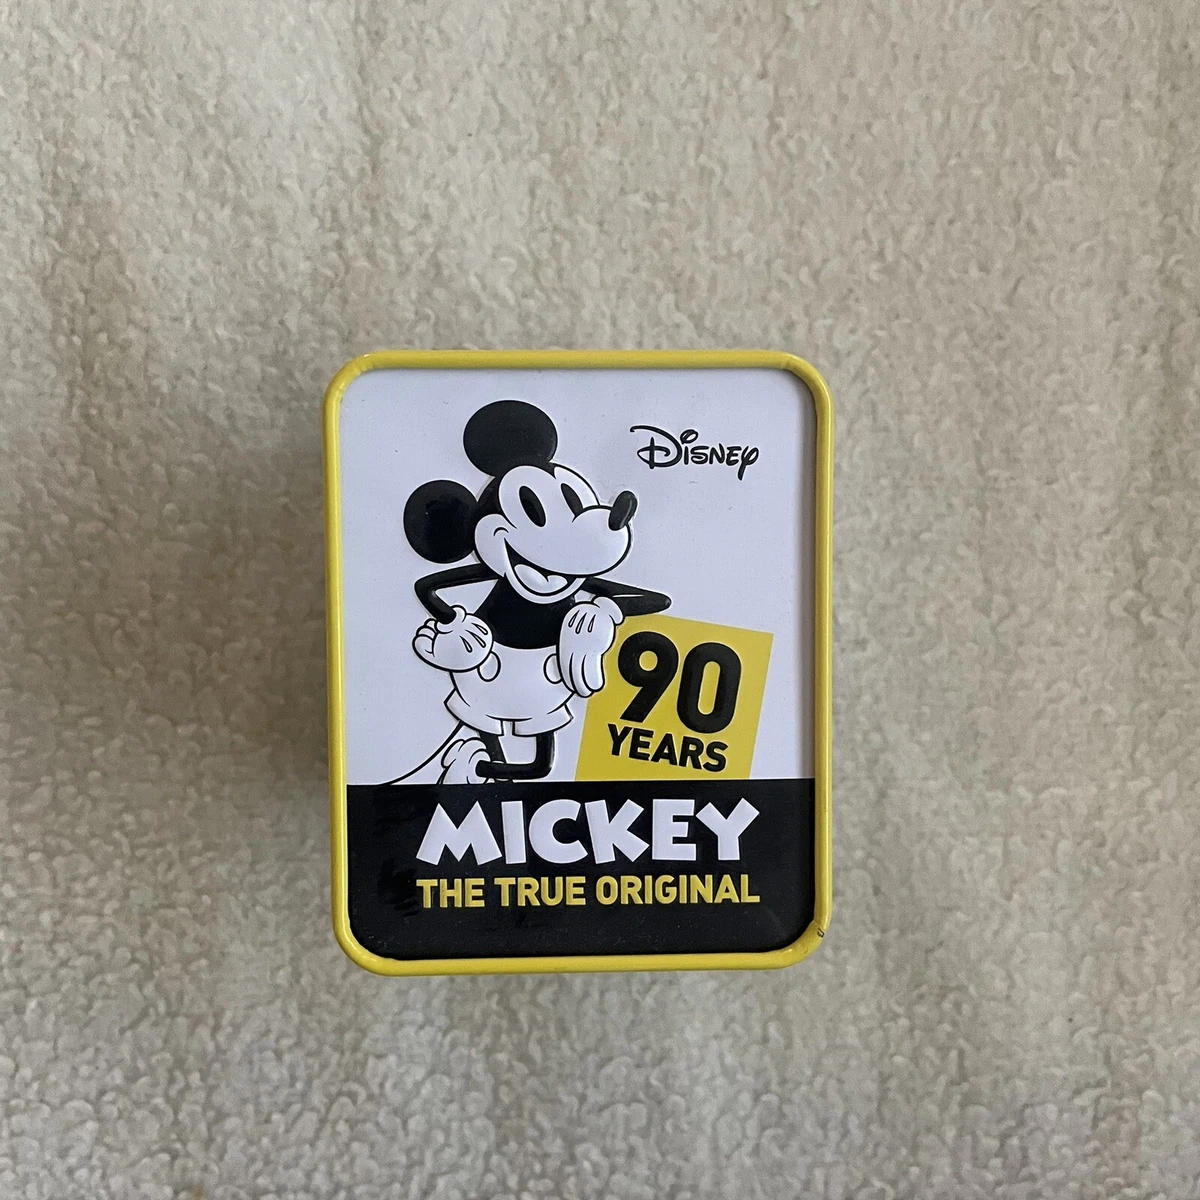 Disney
90
YEARS
MICKEY
THE TRUE ORIGINAL